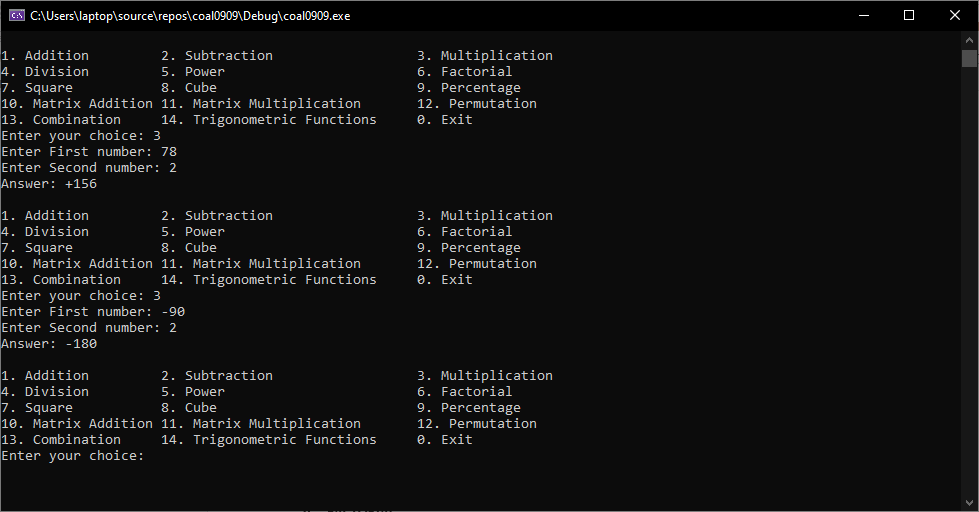 C:\Users\laptop\source\repos\coal0909\Debug\coal0909.exe
1. Addition 2. Subtraction 3. Multiplication
4. Division 5. Power 6. Factorial
7. Square 8. Cube 9. Percentage
10. Matrix Addition 11. Matrix Multiplication 12. Permutation
13. Combination 14. Trigonometric Functions 0. Exit
Enter your choice: 3
Enter First number: 78
Enter Second number: 2
Answer: +156
1. Addition 2. Subtraction 3. Multiplication
4. Division 5. Power 6. Factorial
7. Square 8. Cube 9. Percentage
10. Matrix Addition 11. Matrix Multiplication 12. Permutation
13. Combination 14. Trigonometric Functions 0. Exit
Enter your choice: 3
Enter First number: -90
Enter Second number: 2
Answer: -180
1. Addition 2. Subtraction 3. Multiplication
4. Division 5. Power 6. Factorial
7. Square 8. Cube 9. Percentage
10. Matrix Addition 11. Matrix Multiplication 12. Permutation
13. Combination 14. Trigonometric Functions 0. Exit
Enter your choice: